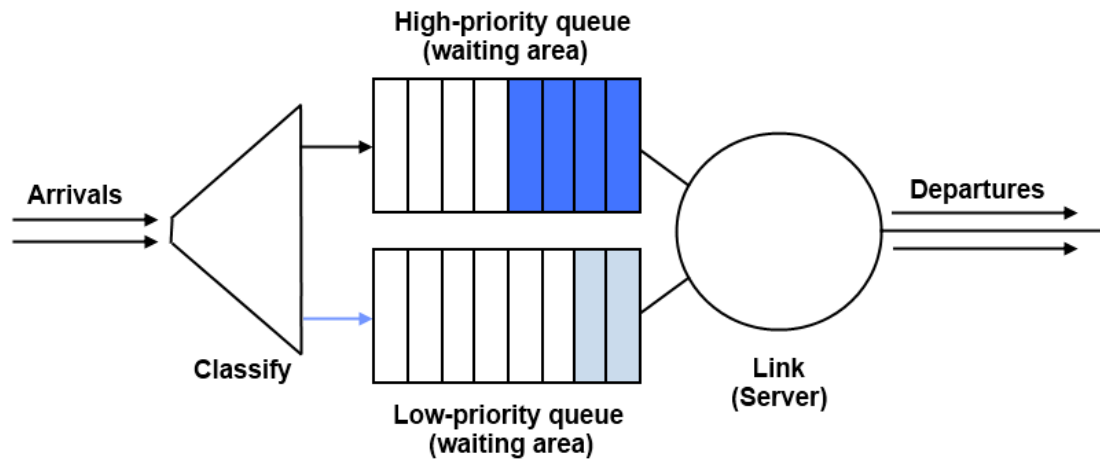 High-priority queue
(waiting area)
Arrivals
Departures
Classify
Link
(Server)
Low-priority queue
(waiting area)